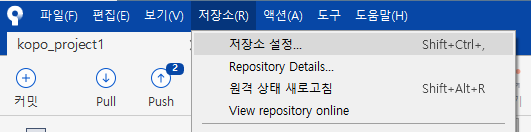 파일(F) 편집(E) 보기(V) 저장소(R) 액션(A) 도구 도움말(H)
kopo_project1
저장소 설정... Shift+Ctrl+,
Repository Details...
원격 상태 새로고침 Shift+Alt+R
View repository online
2
커밋 Pull Push